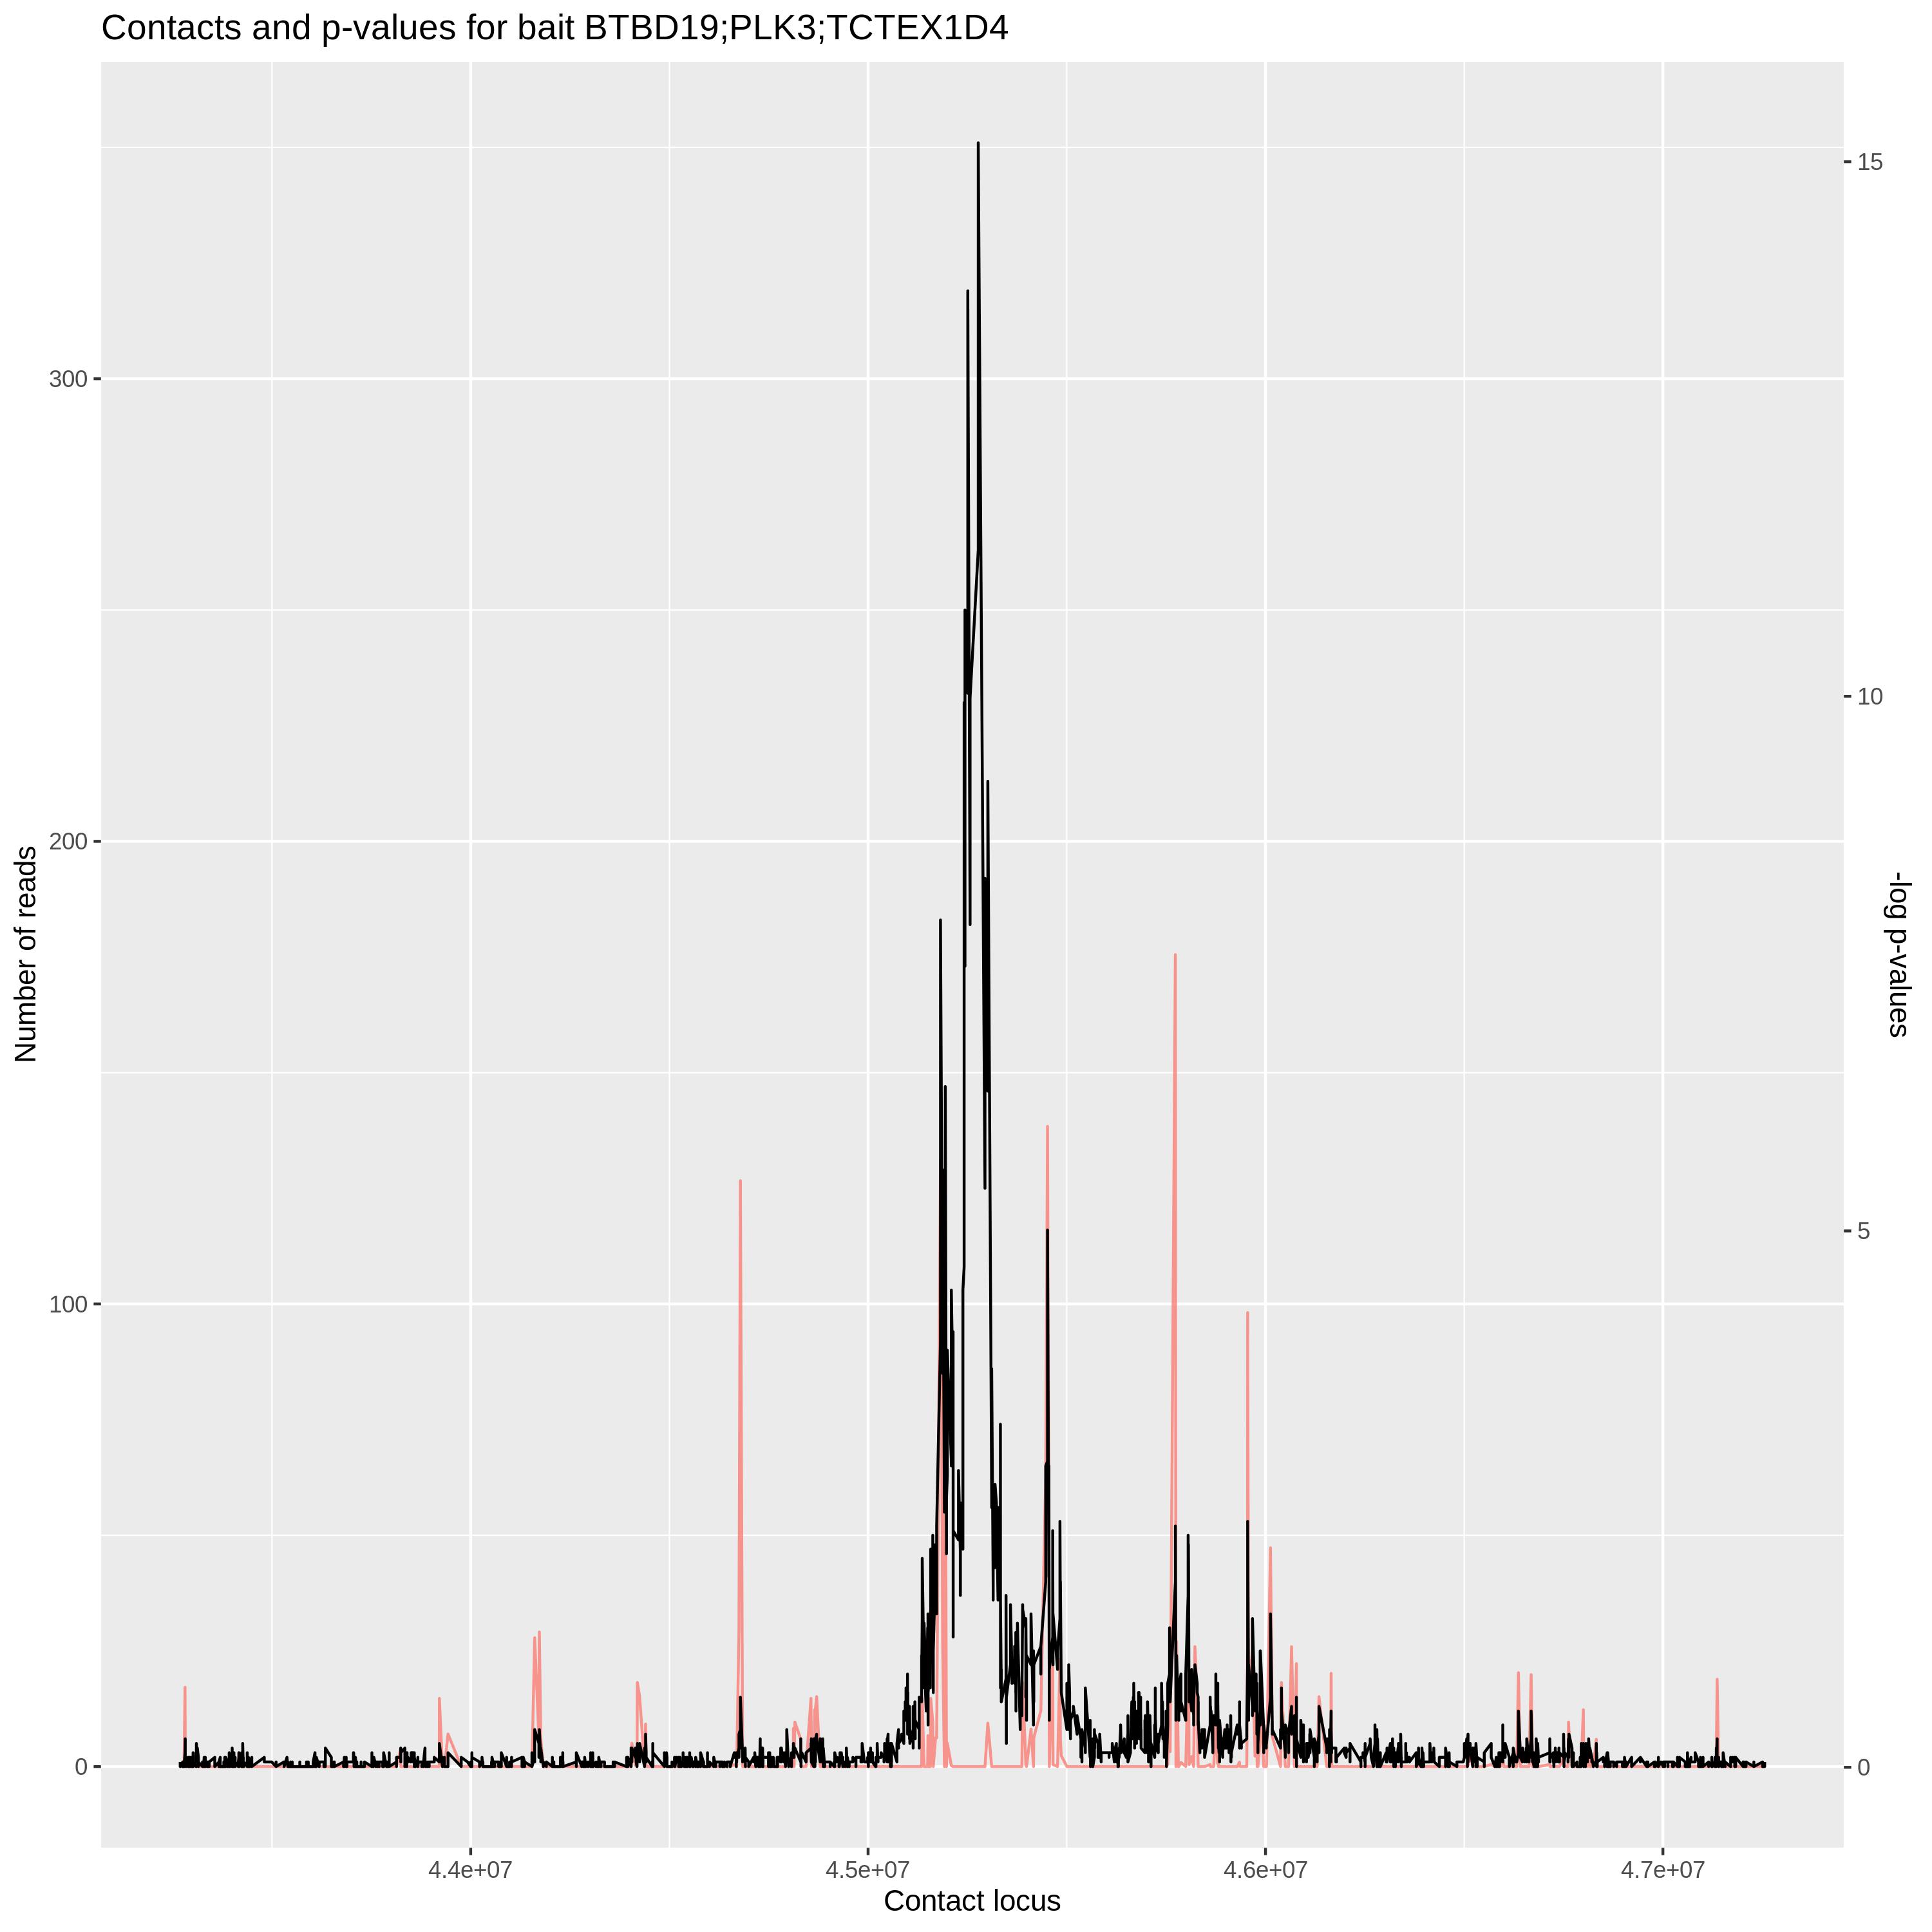 Contacts and p-values for bait BTBD19;PLK3;TCTEX1D4
Number of reads
300
200
100
0
15
10
5
0
-log p-values
4.4e+07 4.5e+07 4.6e+07 4.7e+07
Contact locus